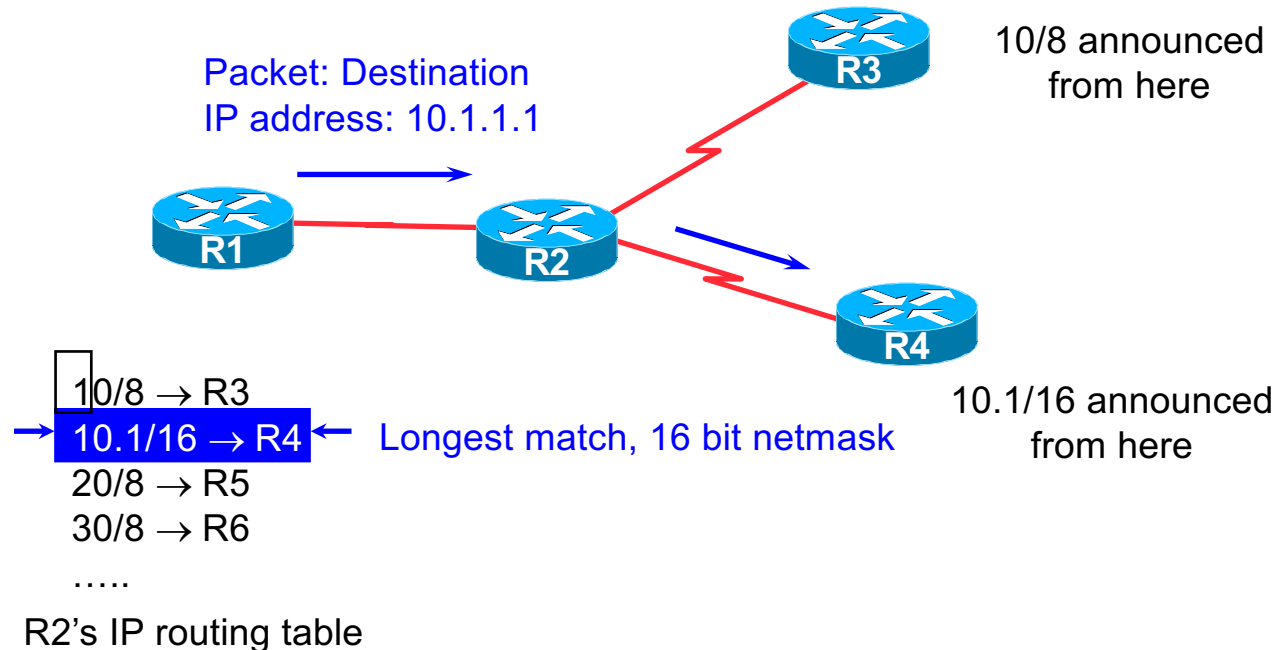 R3
10/8 announced
from here
Packet: Destination
IP address: 10.1.1.1
R1
R2
R4
10.1/16 announced
from here
10/8 → R3
10.1/16 → R4
Longest match, 16 bit netmask
20/8 → R5
30/8 → R6
.....
R2's IP routing table